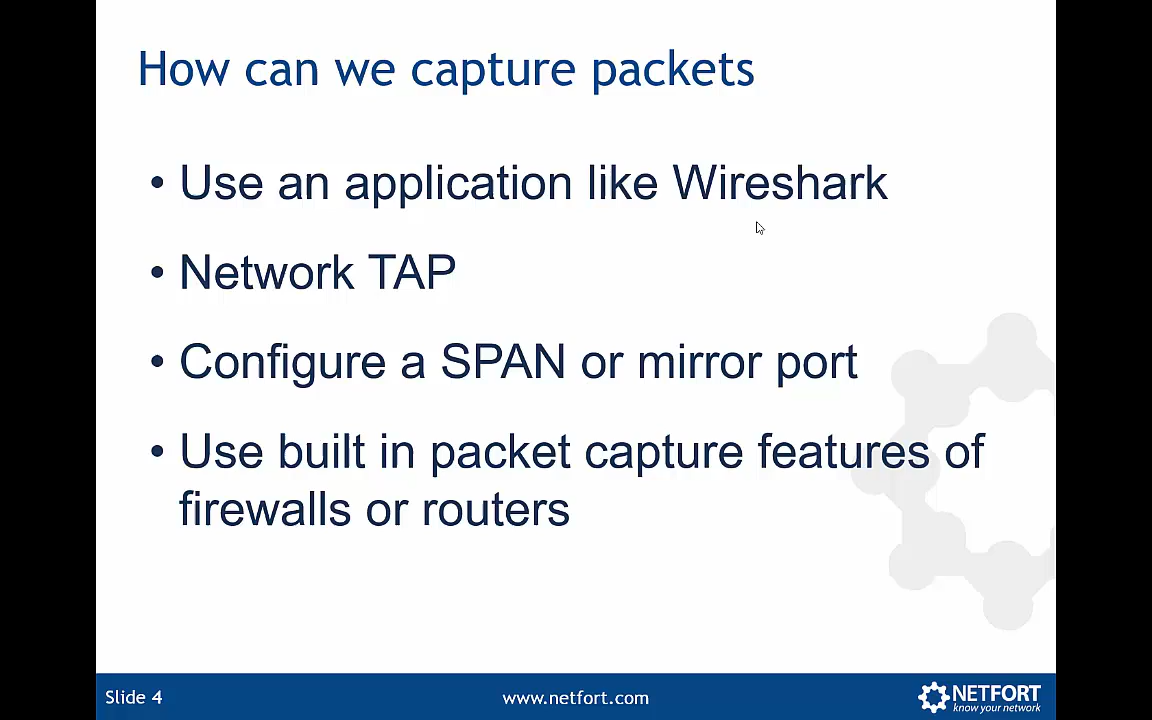 How can we capture packets
• Use an application like Wireshark
• Network TAP
• Configure a SPAN or mirror port
• Use built in packet capture features of
firewalls or routers
Slide 4
www.netfort.com
NETFORT
know your network